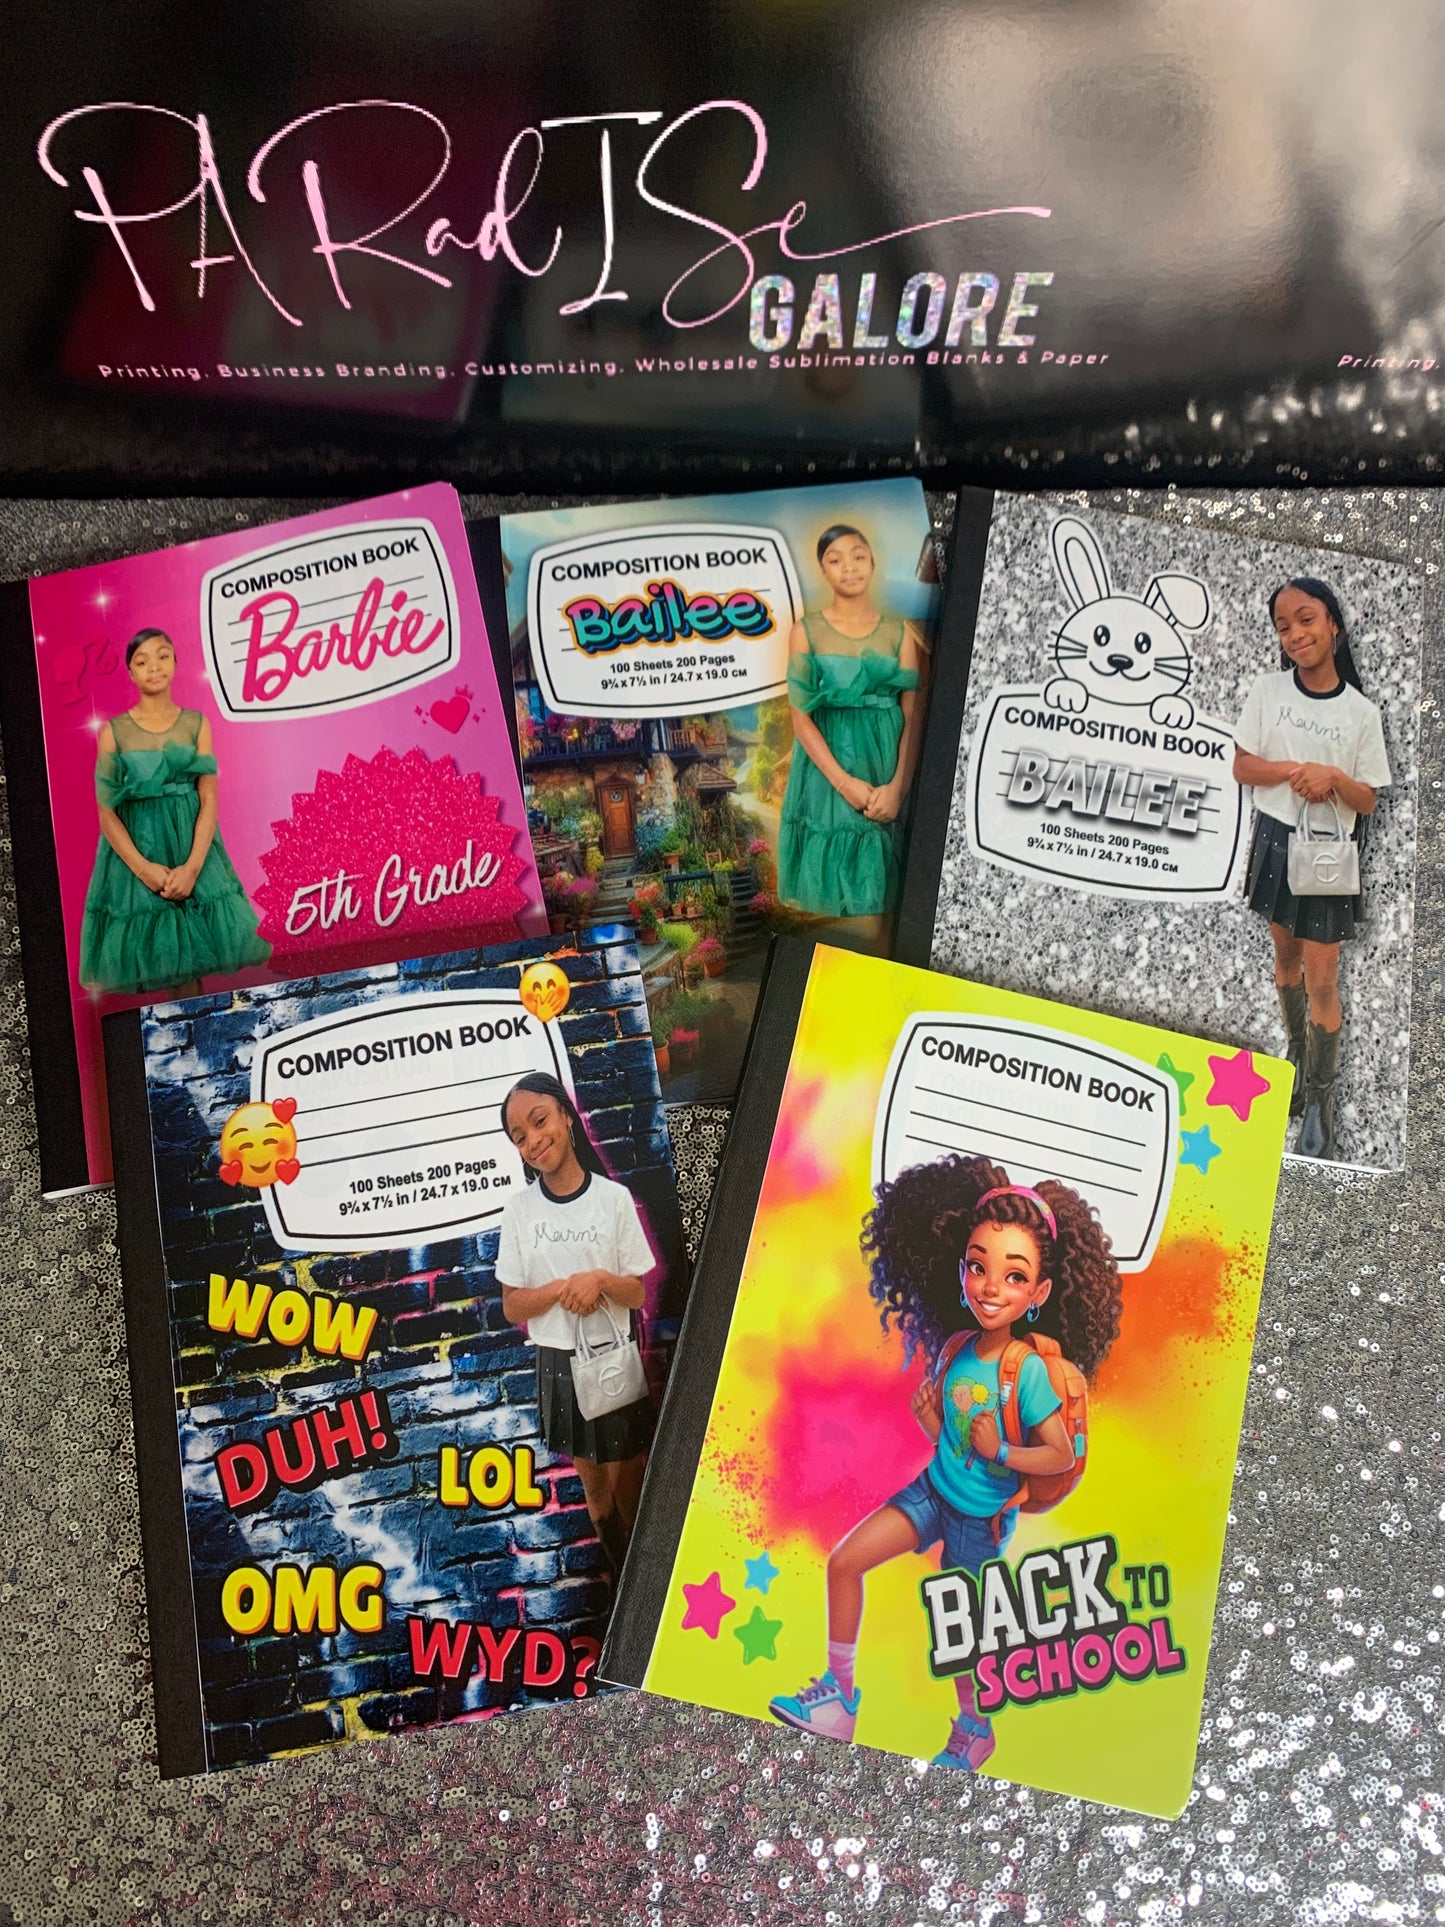 PARadISe
GALORE
Printing, Business Branding, Customizing, Wholesale Sublimation Blanks & Paper
Printing,
COMPOSITION BOOK
Barbie
5th Grade
COMPOSITION BOOK
Bailee
100 Sheets 200 Pages
9¾ x 7½ in / 24.7 x 19.0 CM
COMPOSITION BOOK
BAILEE
100 Sheets 200 Pages
9¾ x 7½ in / 24.7 x 19.0 CM
Marni
COMPOSITION BOOK
100 Sheets 200 Pages
9¾ x 7½ in / 24.7 x 19.0 CM
Marni
WOW
DUH!
LOL
OMG
WYD?
COMPOSITION BOOK
BACK TO
SCHOOL